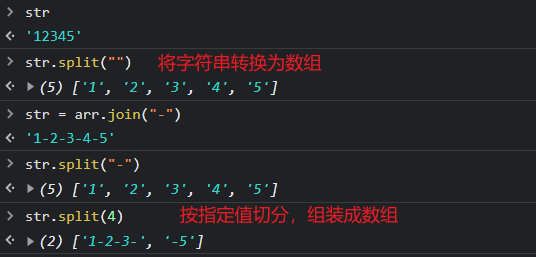 str
'12345'
str.split("") 将字符串转换为数组
(5) ['1', '2', '3', '4', '5']
str = arr.join("-")
'1-2-3-4-5'
str.split("-")
(5) ['1', '2', '3', '4', '5']
str.split(4) 按指定值切分，组装成数组
(2) ['1-2-3-', '-5']